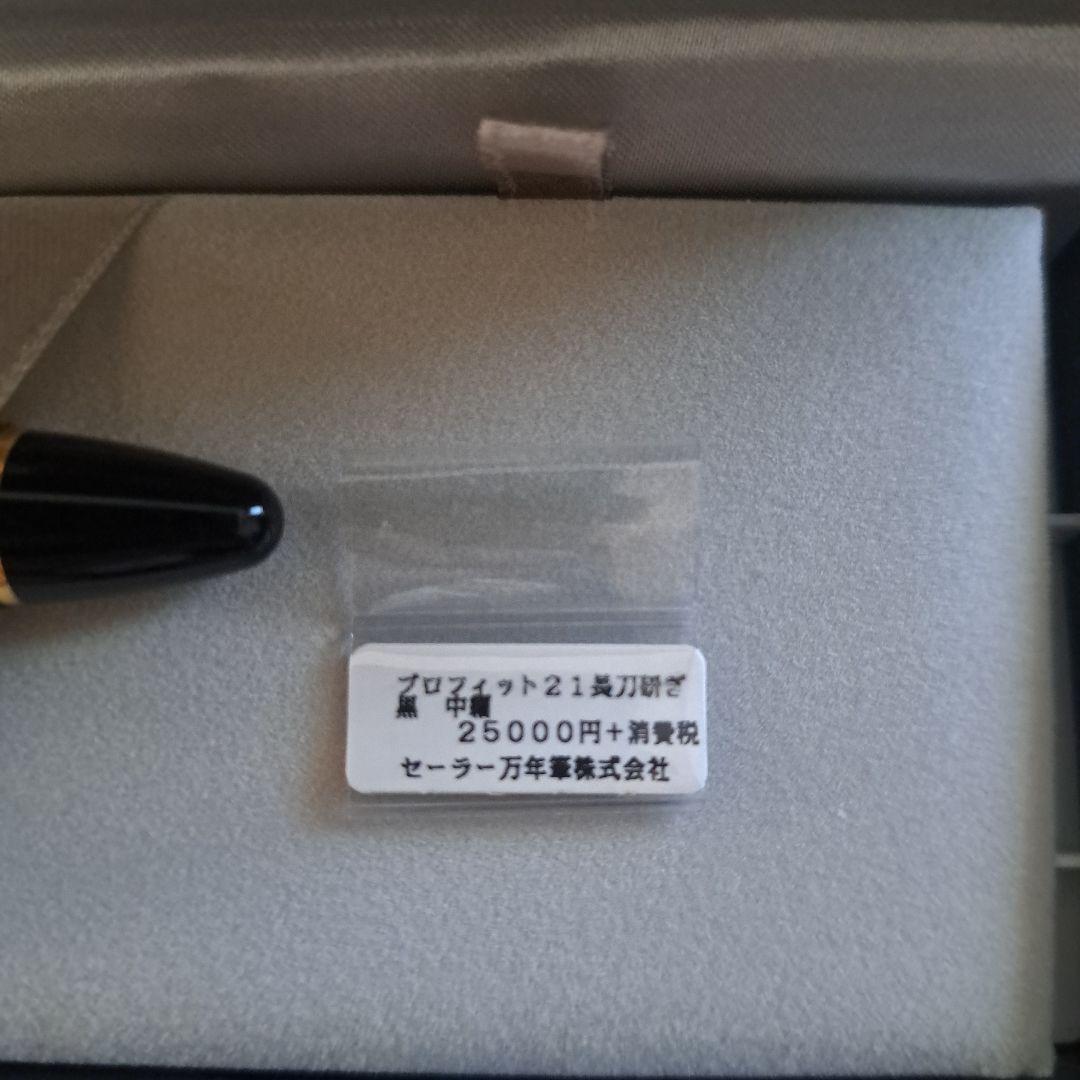 プロフィット２１長刀研ぎ
黒　中細
２５０００円＋消費税
セーラー万年筆株式会社